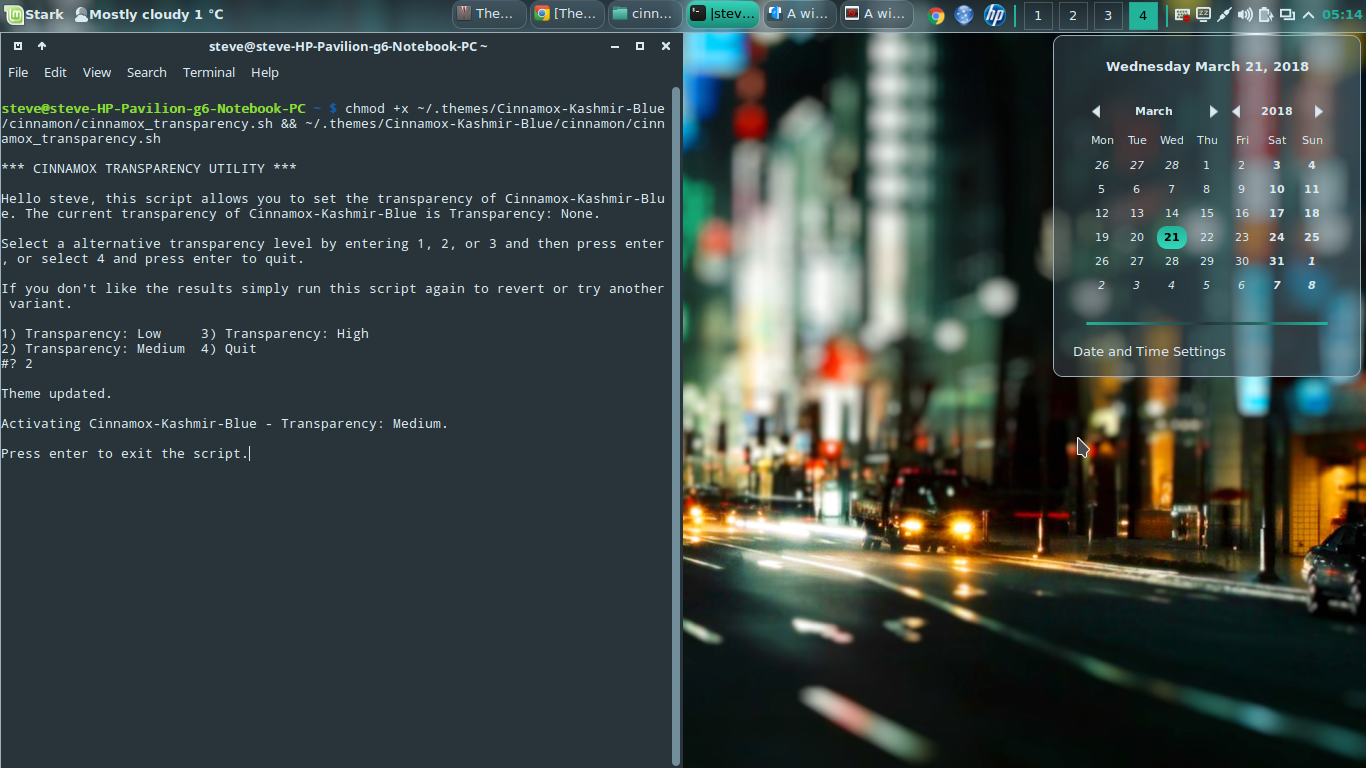 Stark Mostly cloudy 1 °C The... [The... cinn... |stev... A wi... A wi... hp 1 2 3 4 05:14
steve@steve-HP-Pavilion-g6-Notebook-PC ~
File Edit View Search Terminal Help
steve@steve-HP-Pavilion-g6-Notebook-PC ~ $ chmod +x ~/.themes/Cinnamox-Kashmir-Blue
/cinnamon/cinnamox_transparency.sh && ~/.themes/Cinnamox-Kashmir-Blue/cinnamon/cinn
amox_transparency.sh
*** CINNAMOX TRANSPARENCY UTILITY ***
Hello steve, this script allows you to set the transparency of Cinnamox-Kashmir-Blu
e. The current transparency of Cinnamox-Kashmir-Blue is Transparency: None.
Select a alternative transparency level by entering 1, 2, or 3 and then press enter
, or select 4 and press enter to quit.
If you don't like the results simply run this script again to revert or try another
 variant.
1) Transparency: Low     3) Transparency: High
2) Transparency: Medium  4) Quit
#? 2
Theme updated.
Activating Cinnamox-Kashmir-Blue - Transparency: Medium.
Press enter to exit the script.
Wednesday March 21, 2018
March 2018
Mon Tue Wed Thu Fri Sat Sun
26 27 28 1 2 3 4
5 6 7 8 9 10 11
12 13 14 15 16 17 18
19 20 21 22 23 24 25
26 27 28 29 30 31 1
2 3 4 5 6 7 8
Date and Time Settings